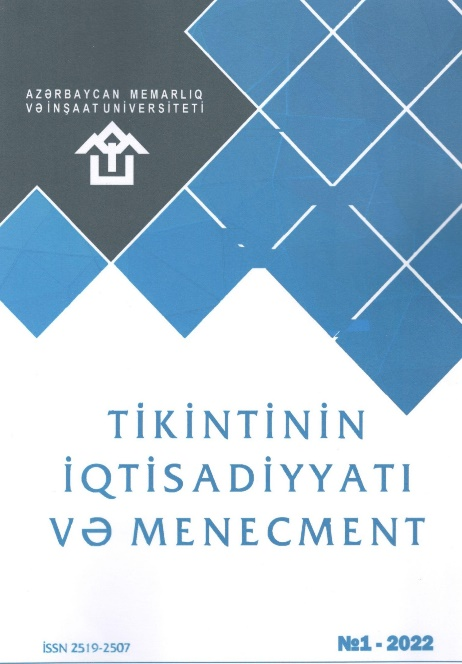 AZƏRBAYCAN MEMARLIQ
VƏ İNŞAAT UNİVERSİTETİ
TİKİNTİNİN
İQTİSADİYYATI
VƏ MENECMENT
İSSN 2519-2507
№1 - 2022